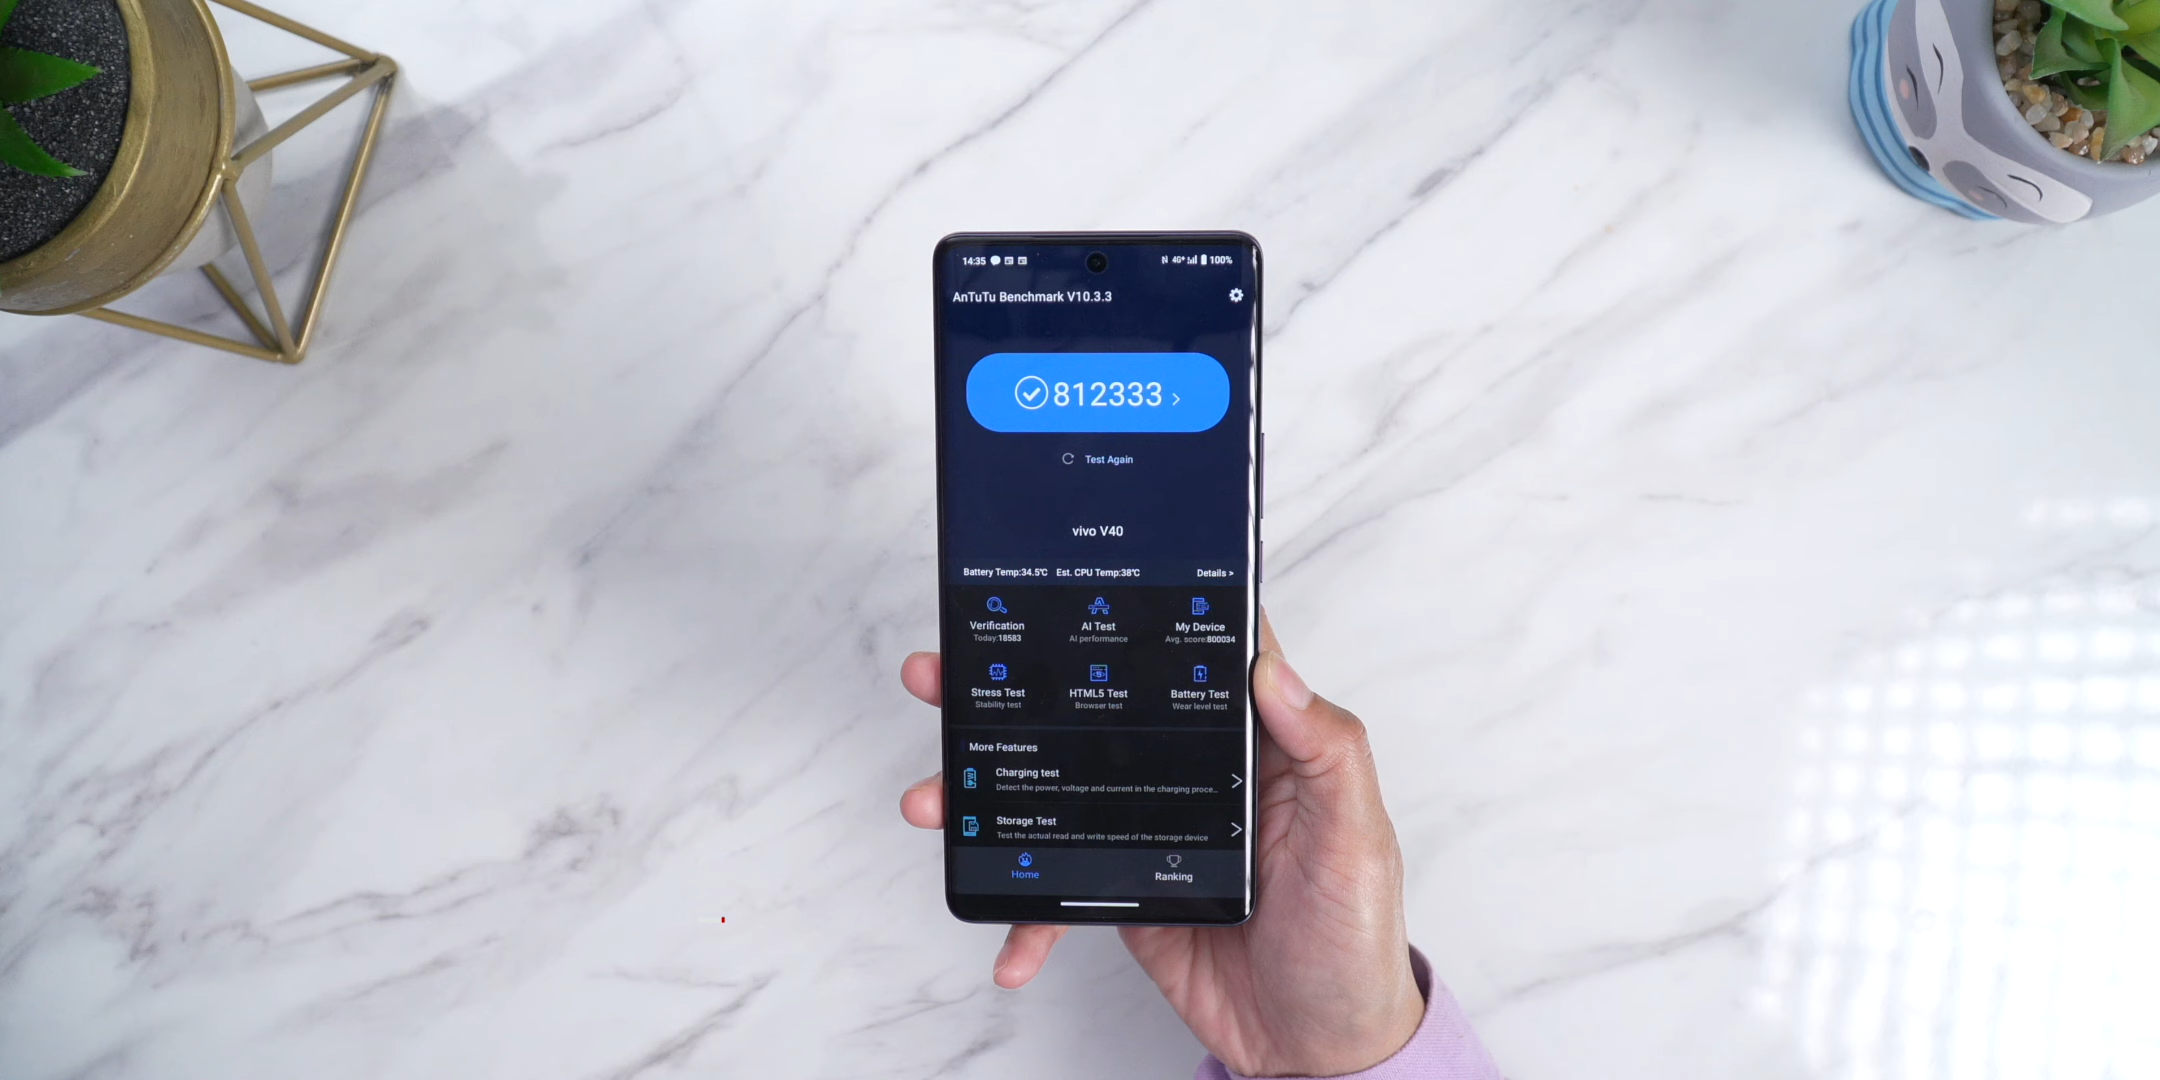 14:35 4G+ 100%
AnTuTu Benchmark V10.3.3
812333 >
Test Again
vivo V40
Battery Temp:34.5℃ Est. CPU Temp:38℃ Details >
Verification AI Test My Device
Today:18583 AI performance Avg. score:800034
Stress Test HTML5 Test Battery Test
Stability test Browser test Wear level test
More Features
Charging test
Detect the power, voltage and current in the charging proce...
Storage Test
Test the actual read and write speed of the storage device
Home Ranking